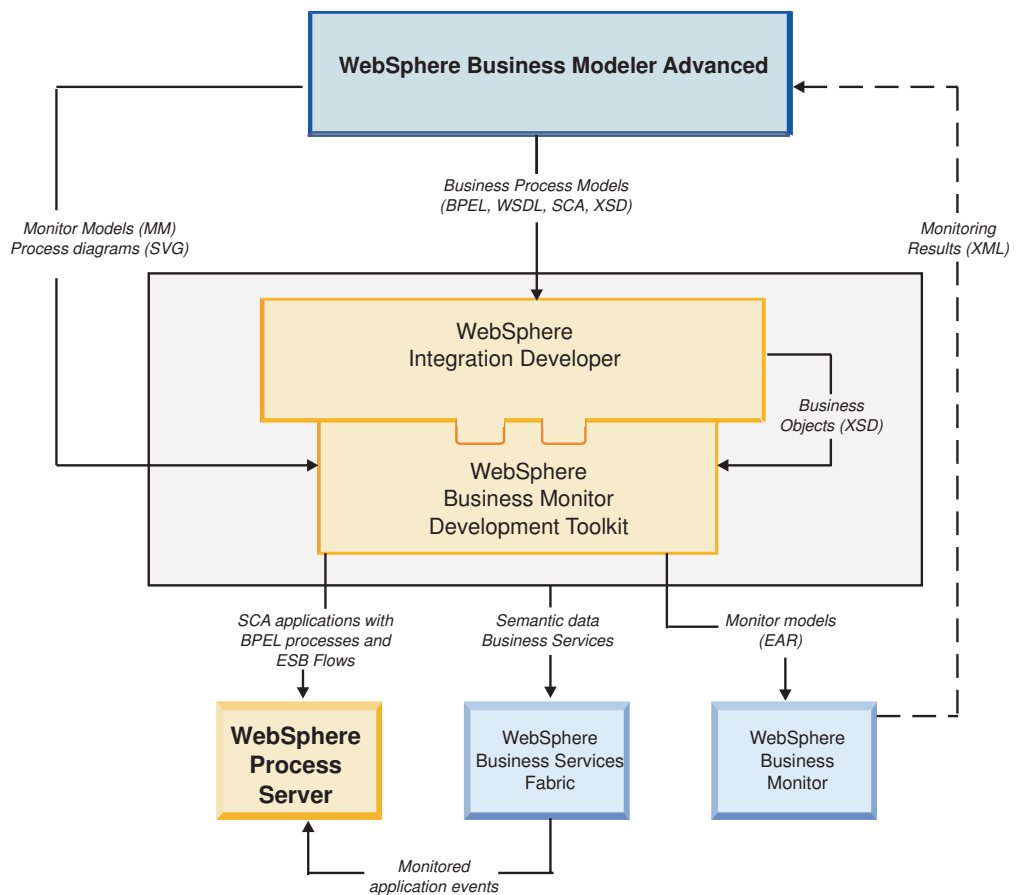 WebSphere Business Modeler Advanced
Business Process Models
(BPEL, WSDL, SCA, XSD)
Monitor Models (MM)
Process diagrams (SVG)
Monitoring
Results (XML)
WebSphere
Integration Developer
Business
Objects (XSD)
WebSphere
Business Monitor
Development Toolkit
SCA applications with
BPEL processes and
ESB Flows
Semantic data
Business Services
Monitor models
(EAR)
WebSphere
Process
Server
WebSphere
Business Services
Fabric
WebSphere
Business
Monitor
Monitored
application events